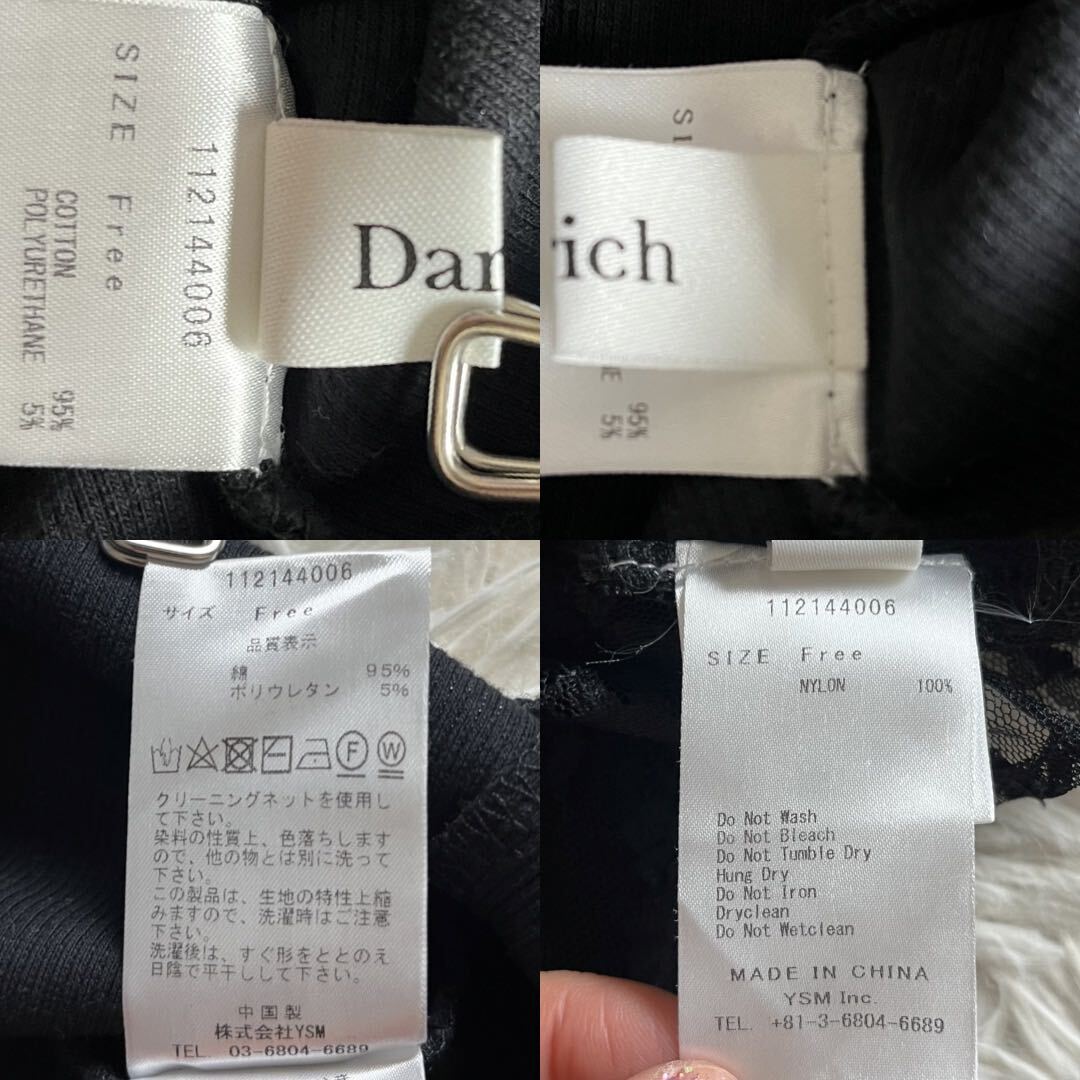 SIZE Free
112144006
COTTON 95%
POLYURETHANE 5%
Dar
rich
95%
5%
112144006
サイズ Free
品質表示
綿 95%
ポリウレタン 5%
F W
クリーニングネットを使用し
て下さい。
染料の性質上、色落ちします
ので、他の物とは別に洗って
下さい。
この製品は、生地の特性上縮
みますので、洗濯時はご注意
下さい。
洗濯後は、すぐ形をととのえ
日陰で平干しして下さい。
中国製
株式会社YSM
TEL. 03-6804-6689
112144006
SIZE Free
NYLON 100%
Do Not Wash
Do Not Bleach
Do Not Tumble Dry
Hung Dry
Do Not Iron
Dryclean
Do Not Wetclean
MADE IN CHINA
YSM Inc.
TEL. +81-3-6804-6689